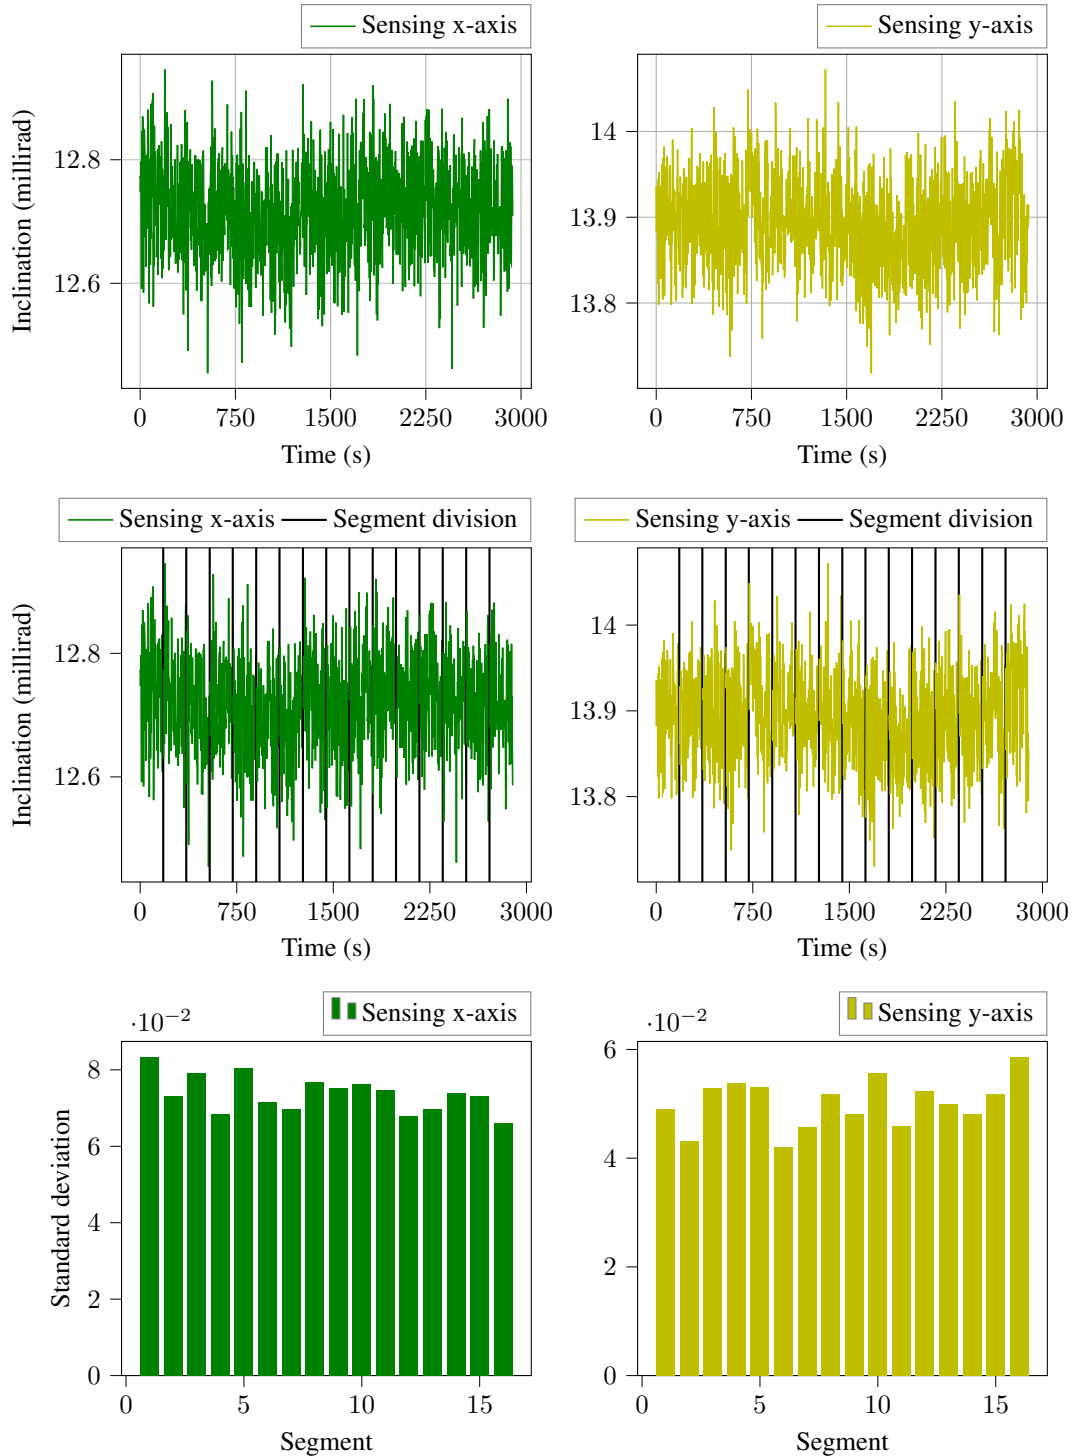 Sensing x-axis
Sensing y-axis
Inclination (millirad)
12.8
12.6
14
13.9
13.8
0 750 1500 2250 3000
0 750 1500 2250 3000
Time (s)
Time (s)
Sensing x-axis Segment division
Sensing y-axis Segment division
Inclination (millirad)
12.8
12.6
14
13.9
13.8
0 750 1500 2250 3000
0 750 1500 2250 3000
Time (s)
Time (s)
Sensing x-axis
Sensing y-axis
·10⁻²
·10⁻²
Standard deviation
8
6
4
2
0
6
4
2
0
0 5 10 15
0 5 10 15
Segment
Segment